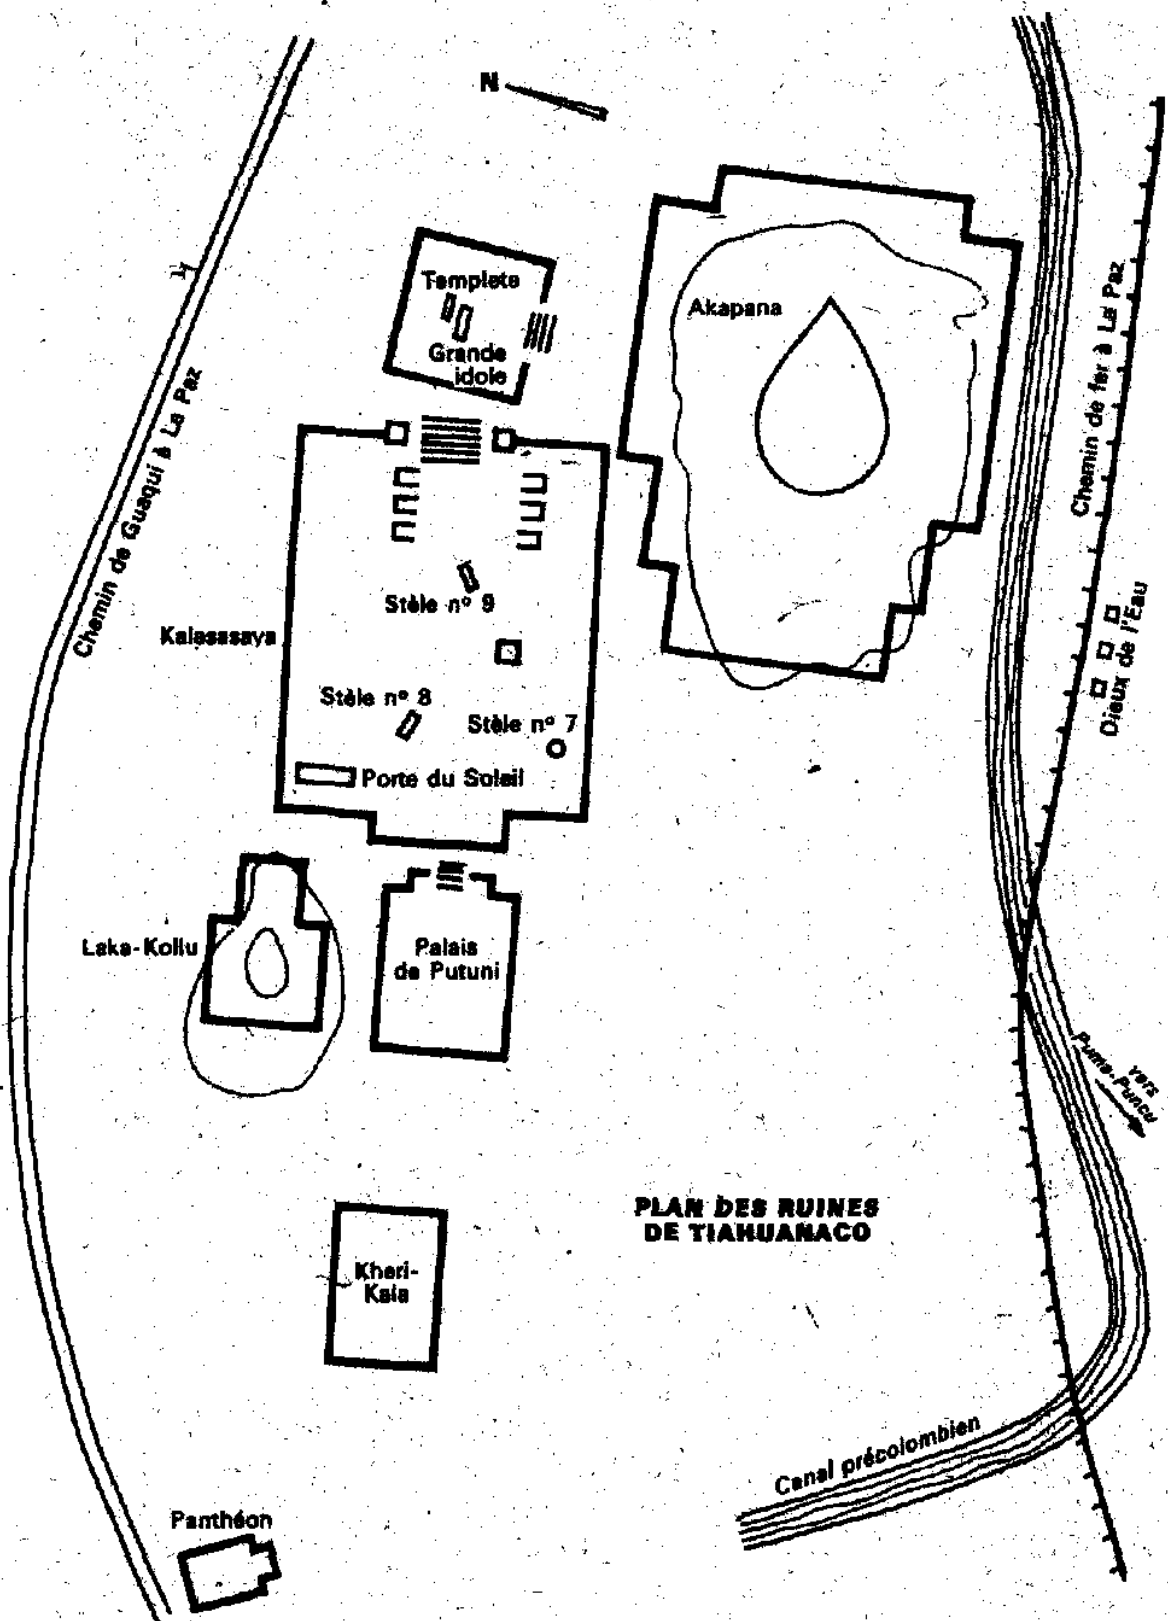 N
Templete
Grande
idole
Akapana
Chemin de Guaqui à La Paz
Chemin de fer à La Paz
Stèle nº 9
Kalasasaya
Dieux de l'Eau
Stèle nº 8
Stèle nº 7
Porte du Soleil
Laka-Kollu
Palais
de Putuni
vers
Puma-Puncu
PLAN DES RUINES
DE TIAHUANACO
Kheri-
Kala
Canal précolombien
Panthéon